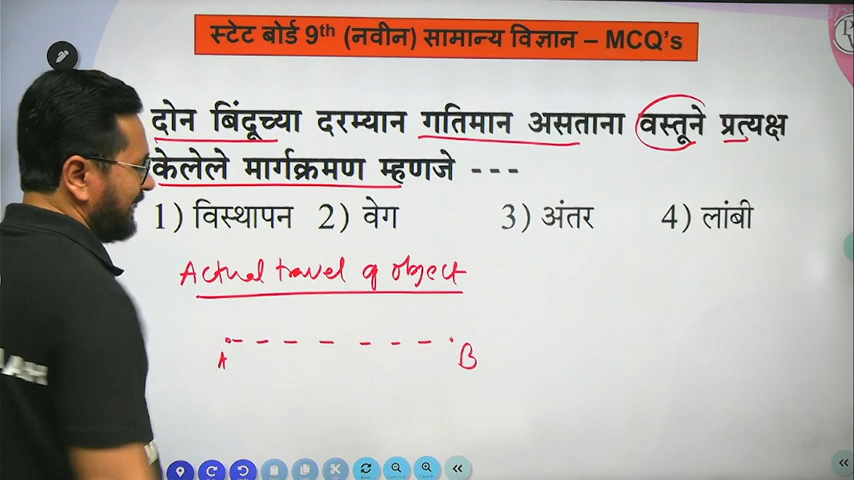 स्टेट बोर्ड 9th (नवीन) सामान्य विज्ञान – MCQ's
दोन बिंदूच्या दरम्यान गतिमान असताना वस्तूने प्रत्यक्ष
केलेले मार्गक्रमण म्हणजे ---
1) विस्थापन 2) वेग 3) अंतर 4) लांबी
Actual travel of object
A B